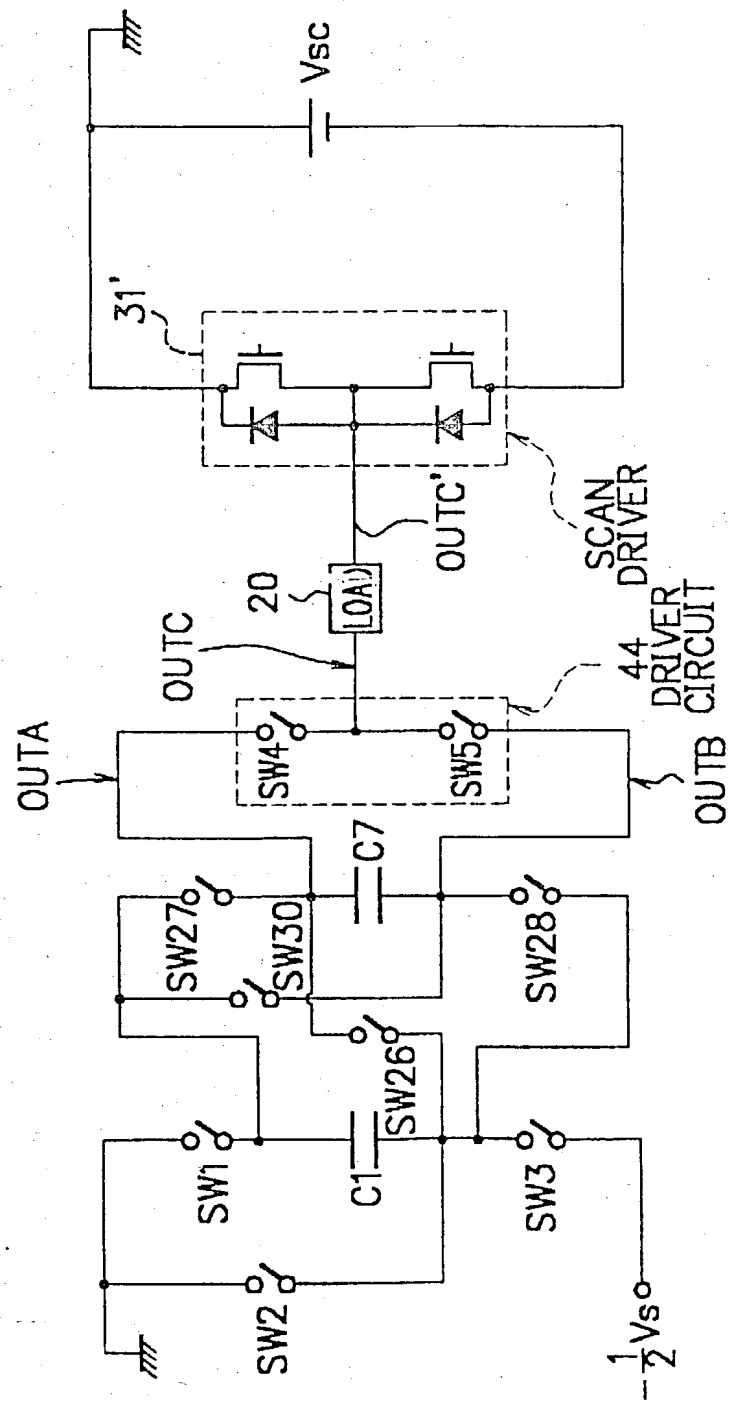 OUTA
SW27
SW30
SW1
SW2
C1
SW26
C7
SW28
SW3
-1/2Vs
SW4
SW5
OUTB
OUTC
20
LOAD
OUTC'
44
DRIVER
CIRCUIT
31'
SCAN
DRIVER
Vsc